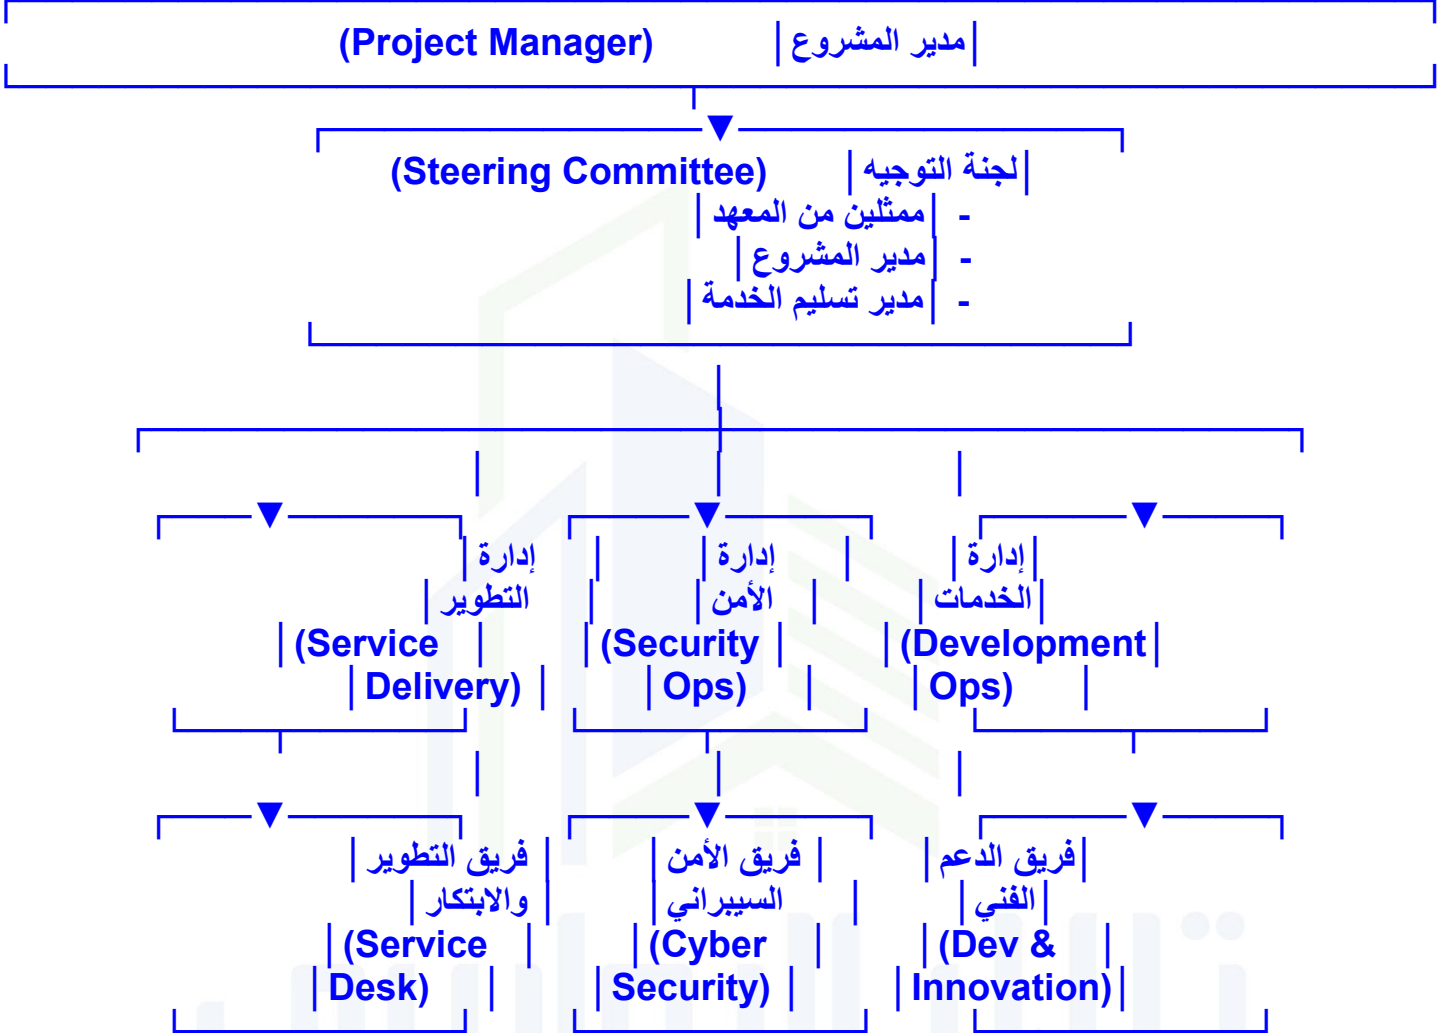 مدير المشروع (Project Manager)
لجنة التوجيه (Steering Committee)
- ممثلين من المعهد
- مدير المشروع
- مدير تسليم الخدمة
إدارة إدارة إدارة
الخدمات الأمن التطوير
(Service (Security (Development
Delivery) Ops) Ops)
فريق الدعم فريق الأمن فريق التطوير
الفني السيبراني والابتكار
(Service (Cyber (Dev &
Desk) Security) Innovation)